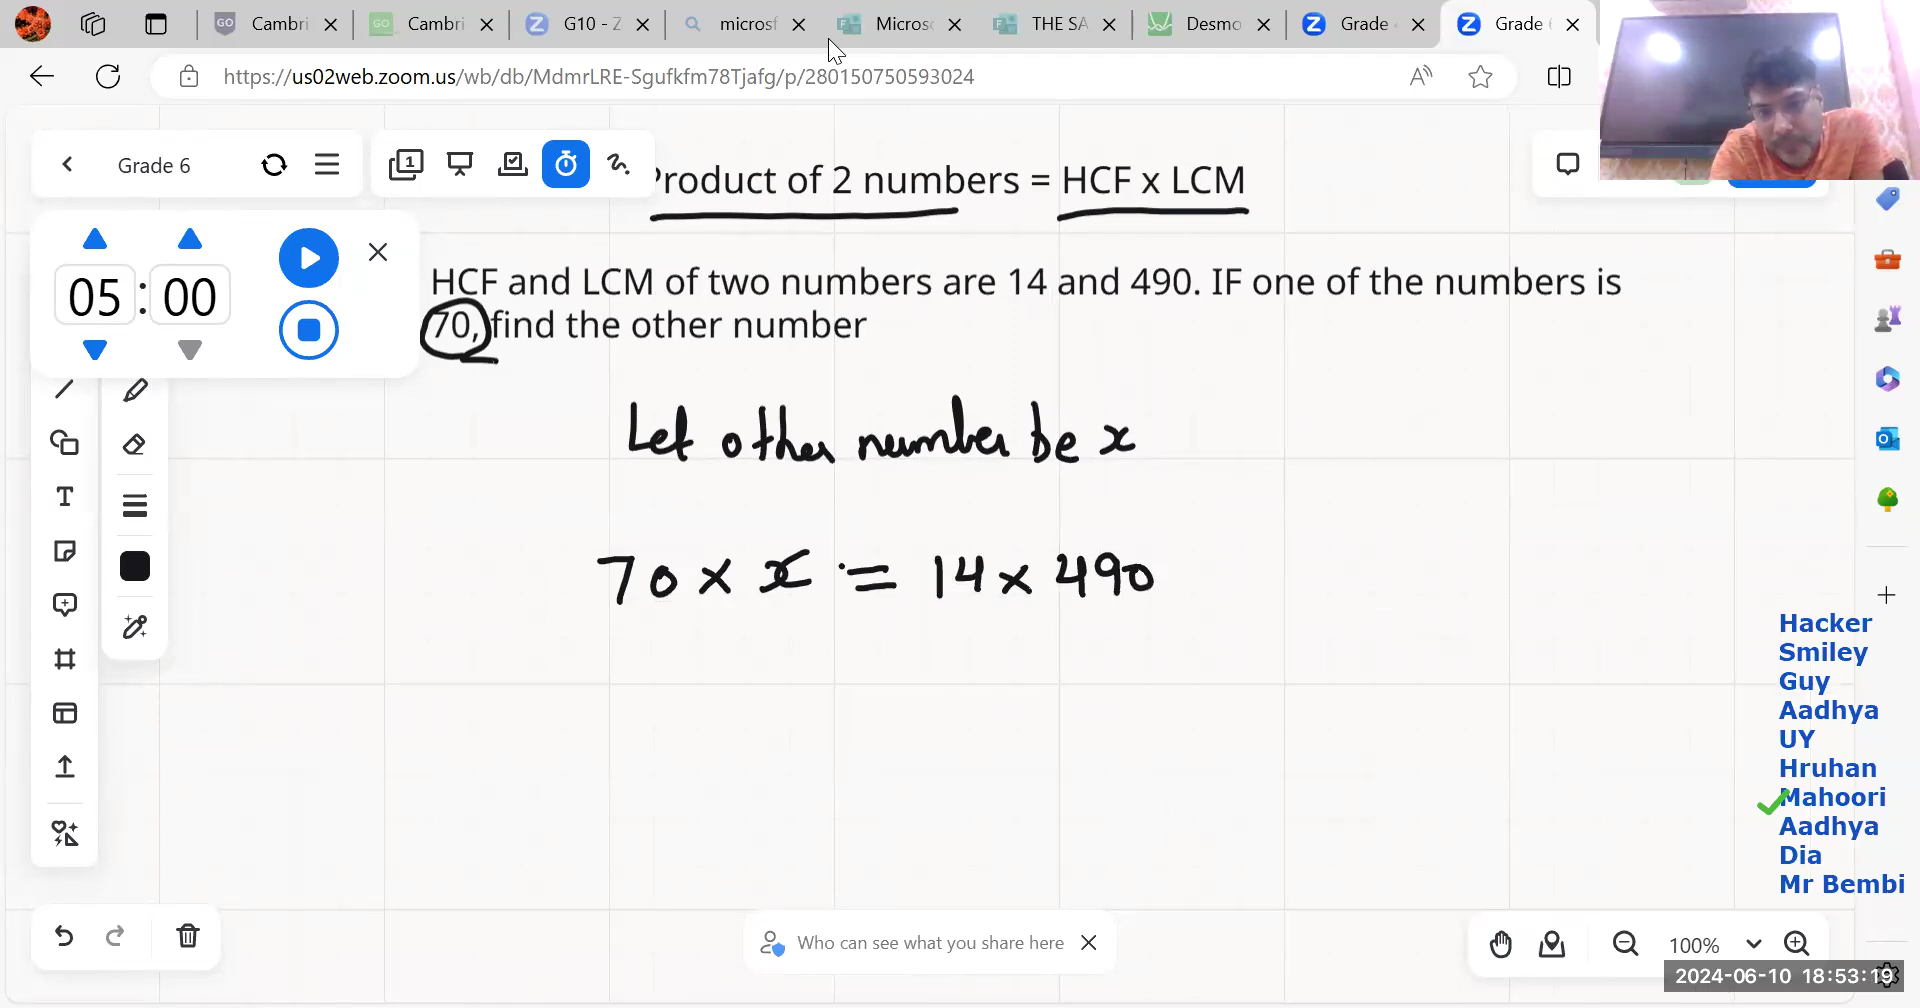 GO Cambri
GO Cambri
G10 - Z
microsf
Micros
THE SA
Desmo
Grade
Grade
https://us02web.zoom.us/wb/db/MdmrLRE-Sgufkfm78Tjafg/p/280150750593024
Grade 6
1
Product of 2 numbers = HCF x LCM
05:00
HCF and LCM of two numbers are 14 and 490. IF one of the numbers is
70, find the other number
Let other number be x
70 × x = 14 × 490
Hacker
Smiley
Guy
Aadhya
UY
Hruhan
Mahoori
Aadhya
Dia
Mr Bembi
Who can see what you share here
100%
2024-06-10 18:53:19